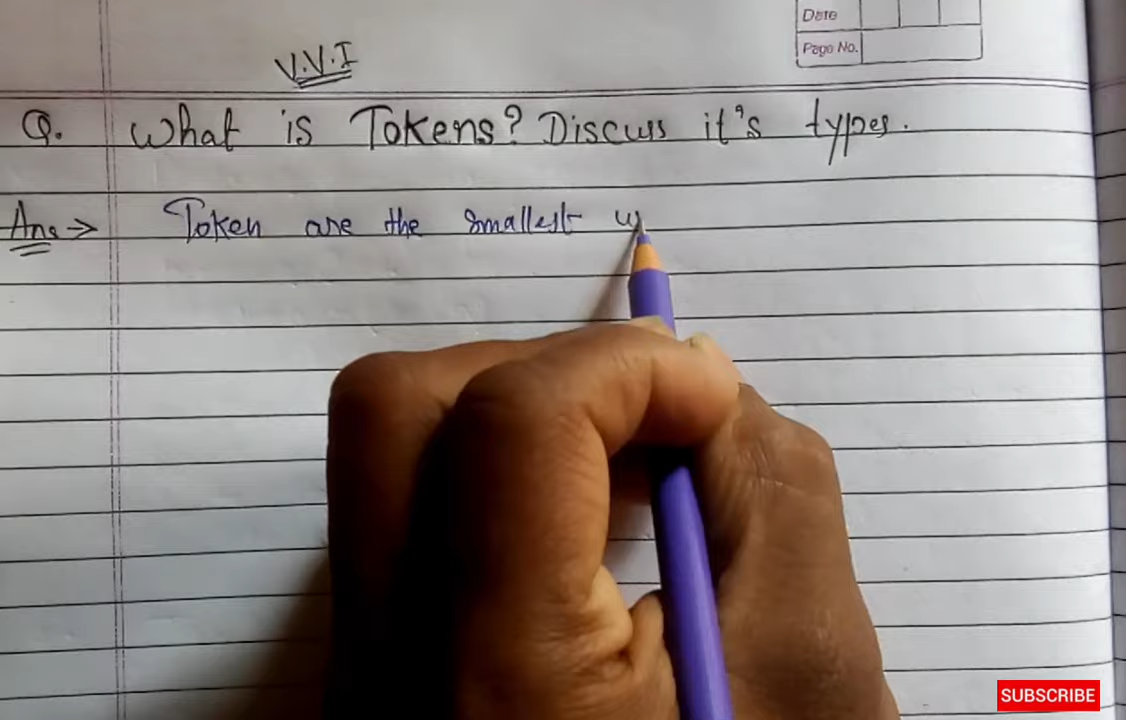 Date
Page No.
V.V.I
Q. What is Tokens? Discuss it's types.
Ans → Token are the smallest
SUBSCRIBE